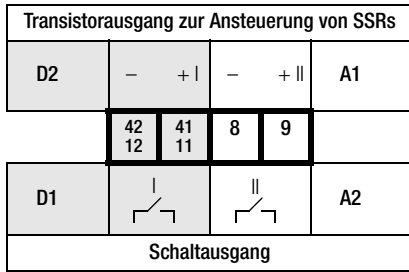 Transistorausgang zur Ansteuerung von SSRs
D2 – + I – + II A1
42 41 8 9
12 11
I II
D1 A2
Schaltausgang